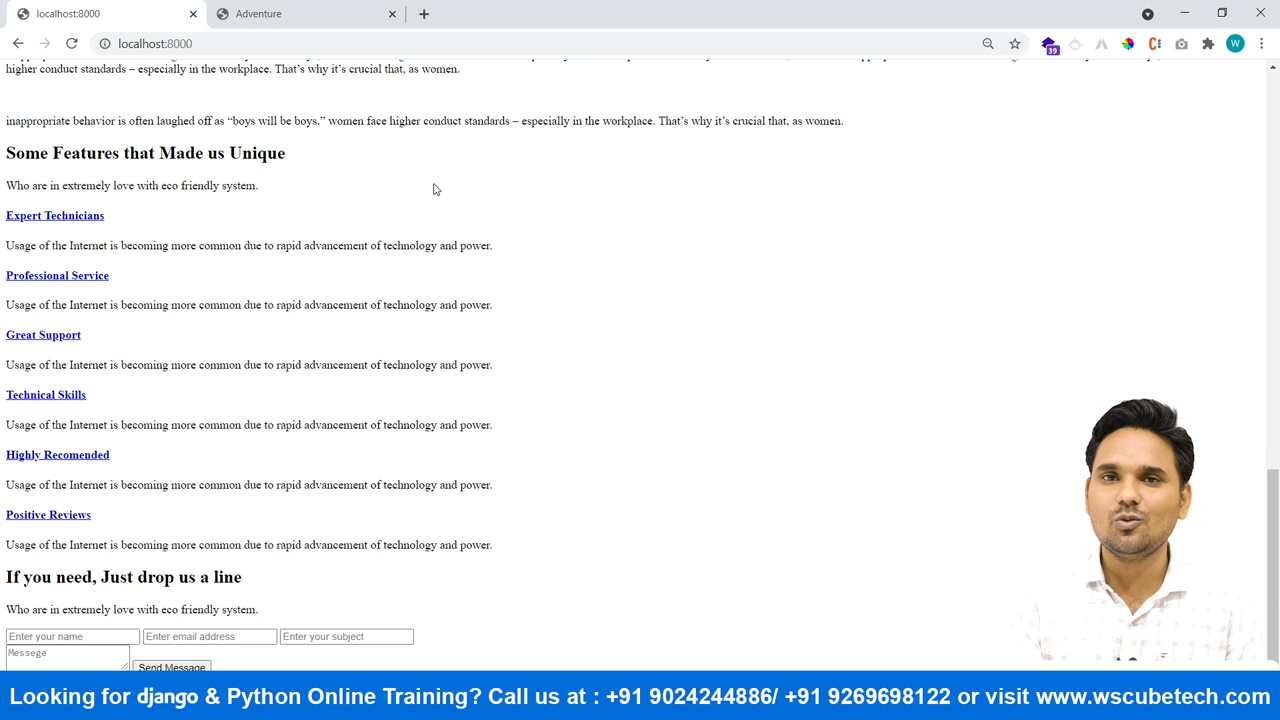 localhost:8000
Adventure
localhost:8000
39
W
higher conduct standards – especially in the workplace. That’s why it’s crucial that, as women.
inappropriate behavior is often laughed off as “boys will be boys,” women face higher conduct standards – especially in the workplace. That’s why it’s crucial that, as women.
Some Features that Made us Unique
Who are in extremely love with eco friendly system.
Expert Technicians
Usage of the Internet is becoming more common due to rapid advancement of technology and power.
Professional Service
Usage of the Internet is becoming more common due to rapid advancement of technology and power.
Great Support
Usage of the Internet is becoming more common due to rapid advancement of technology and power.
Technical Skills
Usage of the Internet is becoming more common due to rapid advancement of technology and power.
Highly Recomended
Usage of the Internet is becoming more common due to rapid advancement of technology and power.
Positive Reviews
Usage of the Internet is becoming more common due to rapid advancement of technology and power.
If you need, Just drop us a line
Who are in extremely love with eco friendly system.
Enter your name Enter email address Enter your subject
Messege Send Message
Looking for django & Python Online Training? Call us at : +91 9024244886/ +91 9269698122 or visit www.wscubetech.com